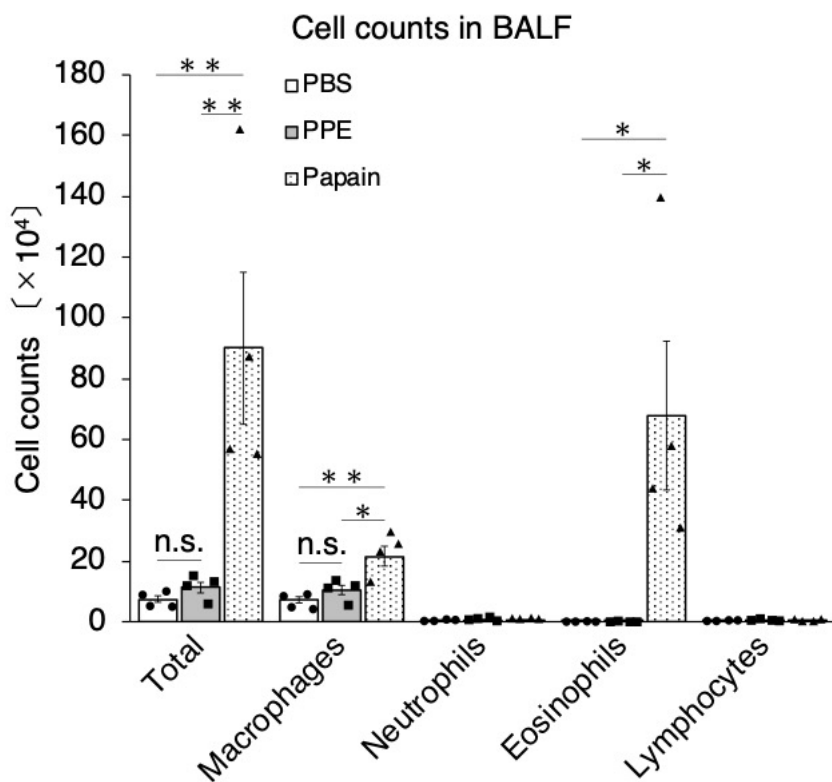 Cell counts in BALF
Cell counts [×10⁴]
180
160
140
120
100
80
60
40
20
0
PBS
PPE
Papain
**
**
n.s.
**
*
n.s.
*
*
Total
Macrophages
Neutrophils
Eosinophils
Lymphocytes